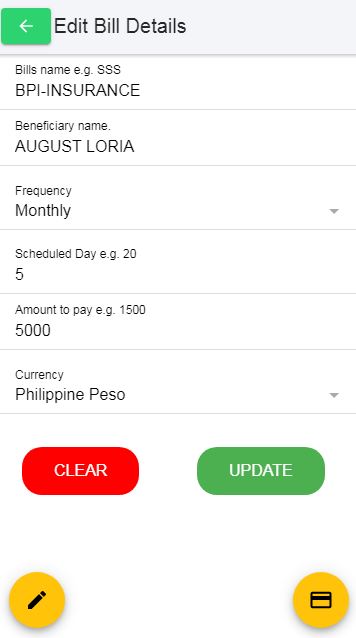 Edit Bill Details
Bills name e.g. SSS
BPI-INSURANCE
Beneficiary name.
AUGUST LORIA
Frequency
Monthly
Scheduled Day e.g. 20
5
Amount to pay e.g. 1500
5000
Currency
Philippine Peso
CLEAR
UPDATE